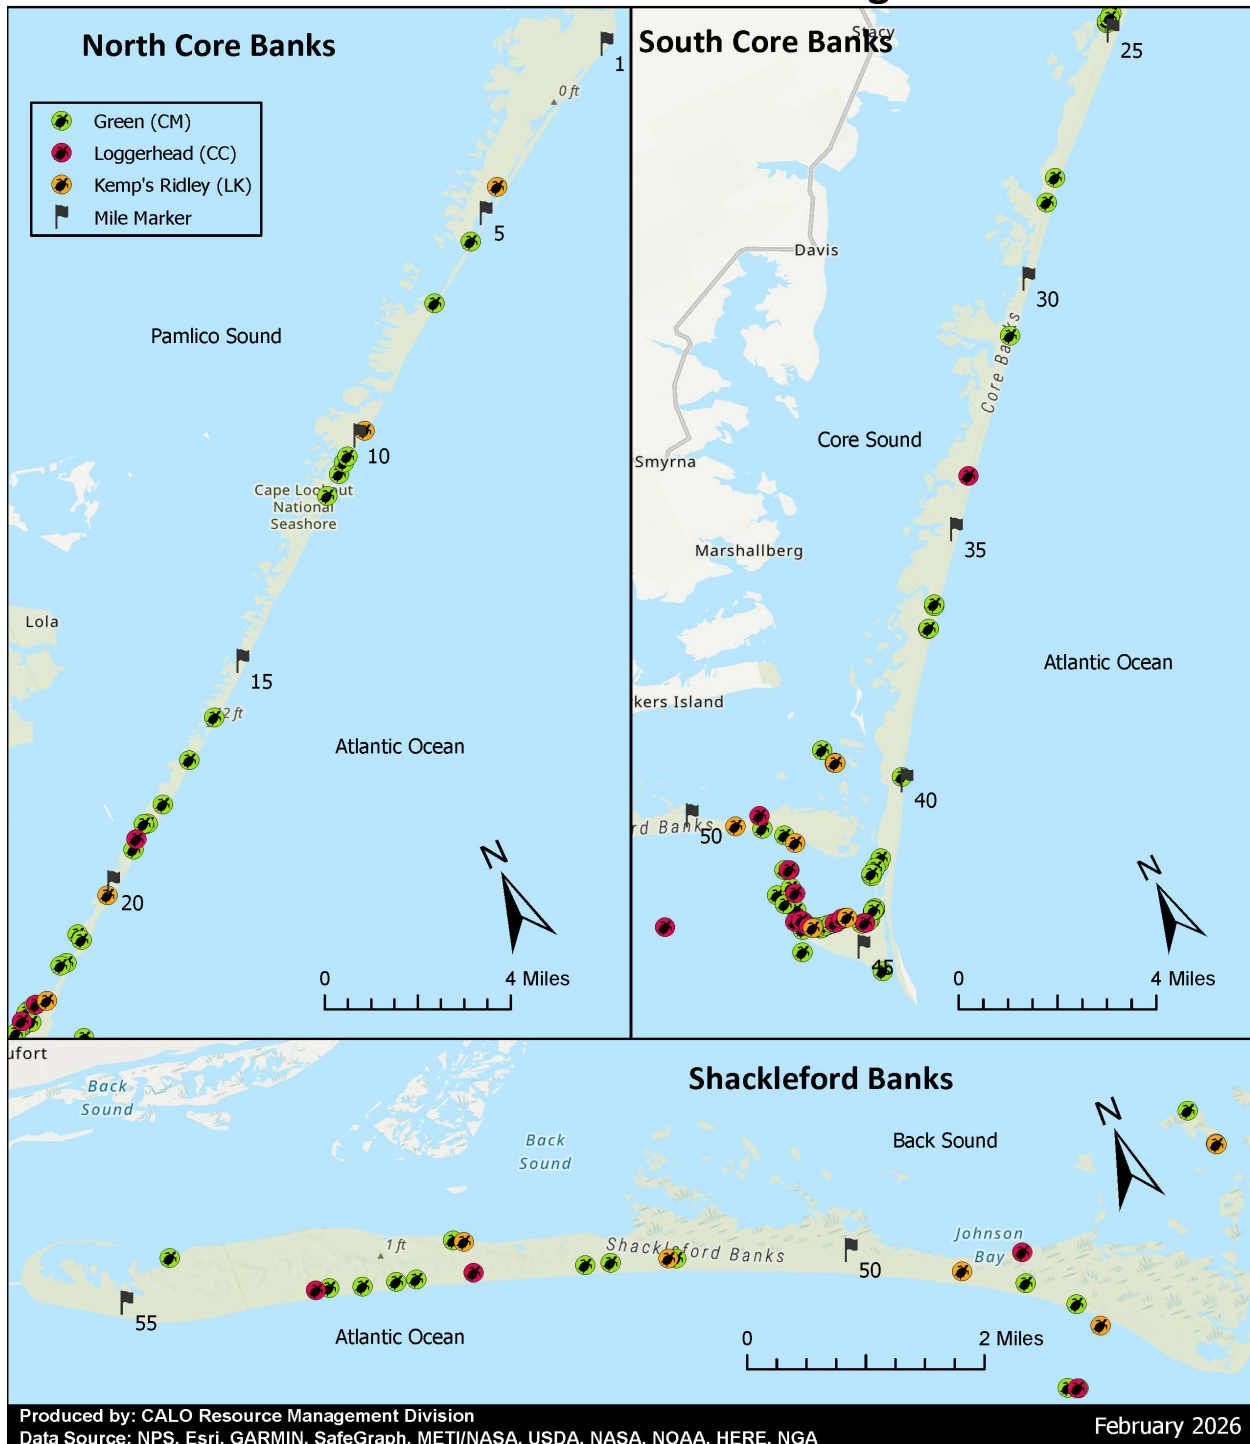 North Core Banks
1
0 ft
Green (CM)
Loggerhead (CC)
Kemp's Ridley (LK)
Mile Marker
5
Pamlico Sound
10
Cape Lookout
National
Seashore
Lola
15
2 ft
Atlantic Ocean
20
N
0 4 Miles
South Core Banks
Stacy
25
Davis
30
Core Banks
Core Sound
Smyrna
35
Marshallberg
Atlantic Ocean
kers Island
40
50
rd Banks
45
N
0 4 Miles
ufort
Back
Sound
Shackleford Banks
Back
Sound
Back Sound
N
1 ft
Shackleford Banks
Johnson
Bay
50
55
Atlantic Ocean
0 2 Miles
Produced by: CALO Resource Management Division
Data Source: NPS, Esri, GARMIN, SafeGraph, METI/NASA, USDA, NASA, NOAA, HERE, NGA
February 2026